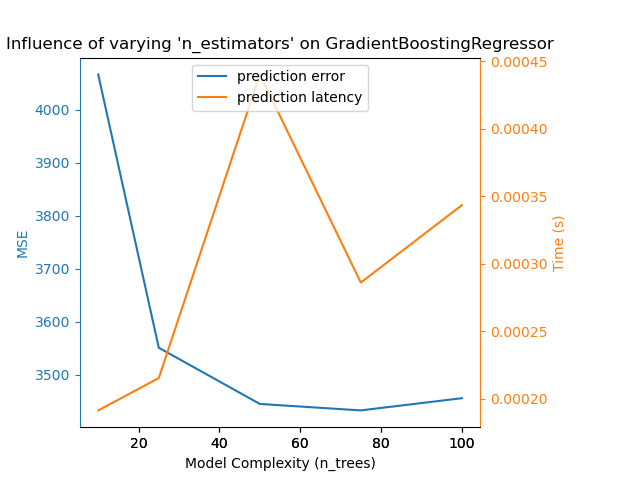 Influence of varying 'n_estimators' on GradientBoostingRegressor
prediction error
prediction latency
MSE
4000
3900
3800
3700
3600
3500
0.00045
0.00040
0.00035
0.00030
0.00025
0.00020
Time (s)
20 40 60 80 100
Model Complexity (n_trees)